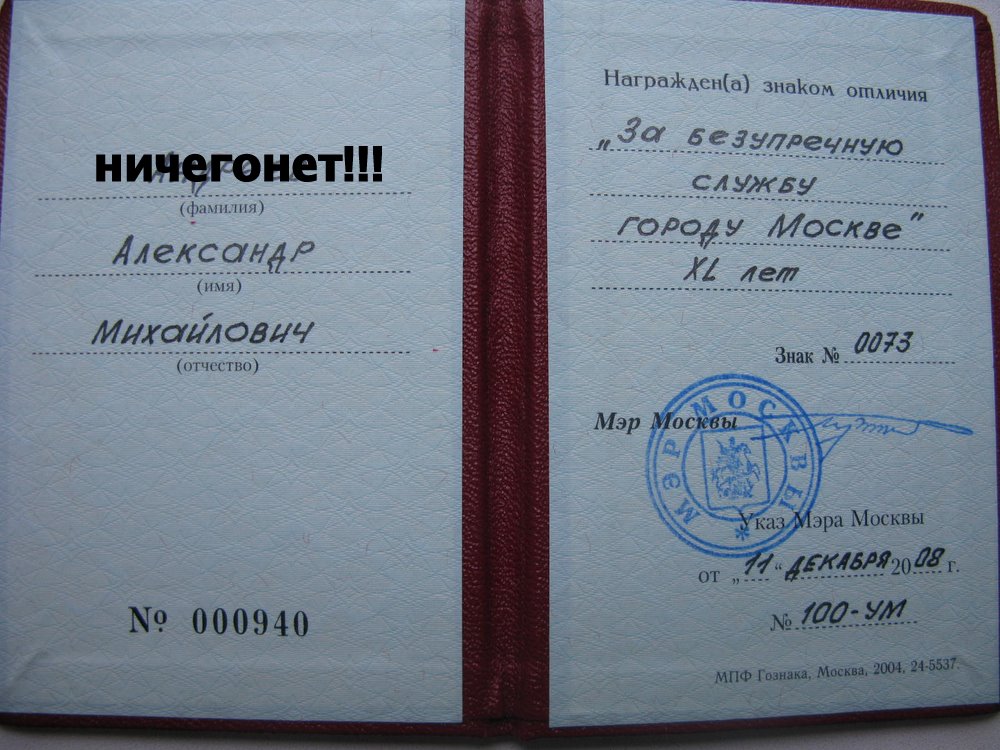 ничегонет!!!
(фамилия)
Александр
(имя)
Михайлович
(отчество)
№ 000940
Награжден(а) знаком отличия
„За безупречную
службу
городу Москве"
XL лет
Знак № 0073
Мэр Москвы
МЭР МОСКВЫ *
Указ Мэра Москвы
от „11“ декабря 2008 г.
№ 100-УМ
МПФ Гознака, Москва, 2004, 24-5537.